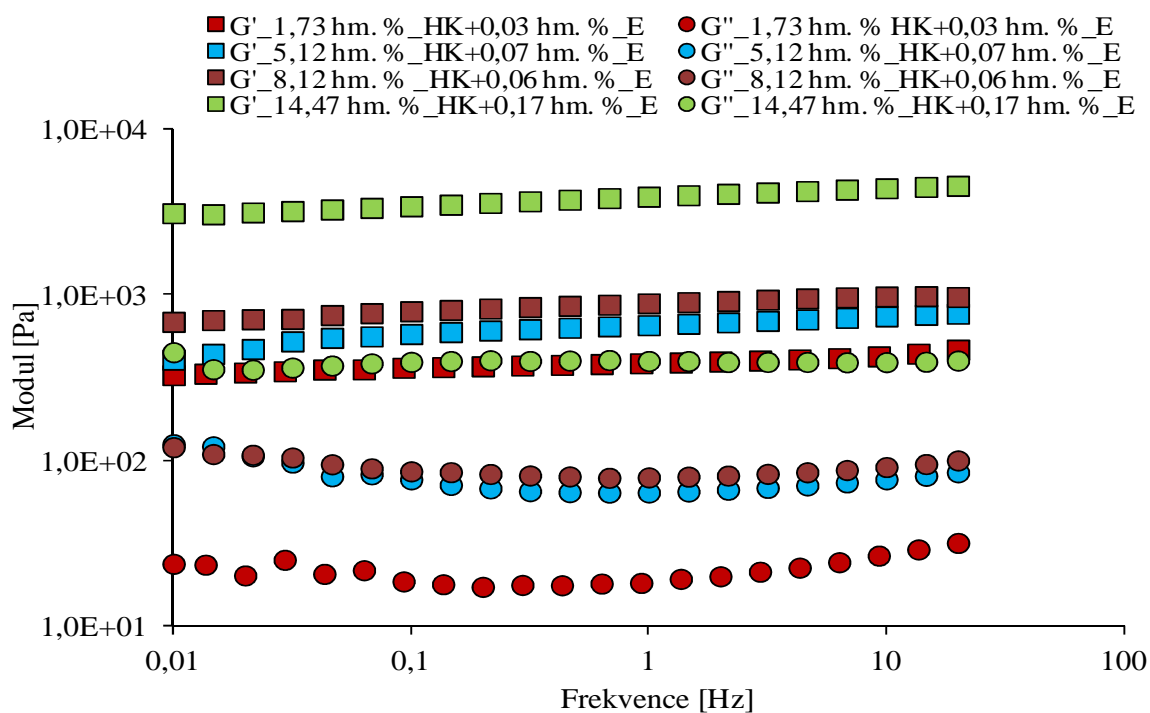 G'_1,73 hm. %_HK+0,03 hm. %_E G''_1,73 hm. % HK+0,03 hm. %_E
G'_5,12 hm. %_HK+0,07 hm. %_E G''_5,12 hm. %_HK+0,07 hm. %_E
G'_8,12 hm. %_HK+0,06 hm. %_E G''_8,12 hm. %_HK+0,06 hm. %_E
G'_14,47 hm. %_HK+0,17 hm. %_E G''_14,47 hm. %_HK+0,17 hm. %_E
1,0E+04
1,0E+03
1,0E+02
1,0E+01
Modul [Pa]
0,01 0,1 1 10 100
Frekvence [Hz]